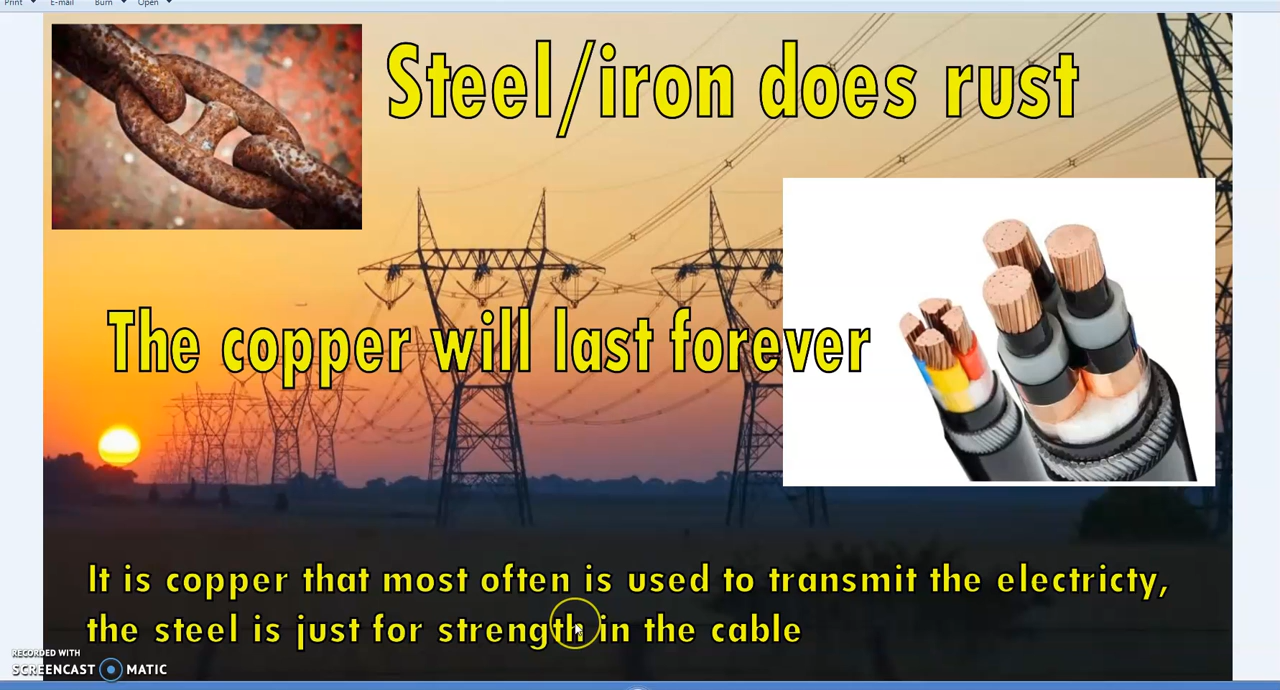 Print E-mail Burn Open
Steel/iron does rust
The copper will last forever
It is copper that most often is used to transmit the electricty,
the steel is just for strength in the cable
RECORDED WITH
SCREENCAST MATIC